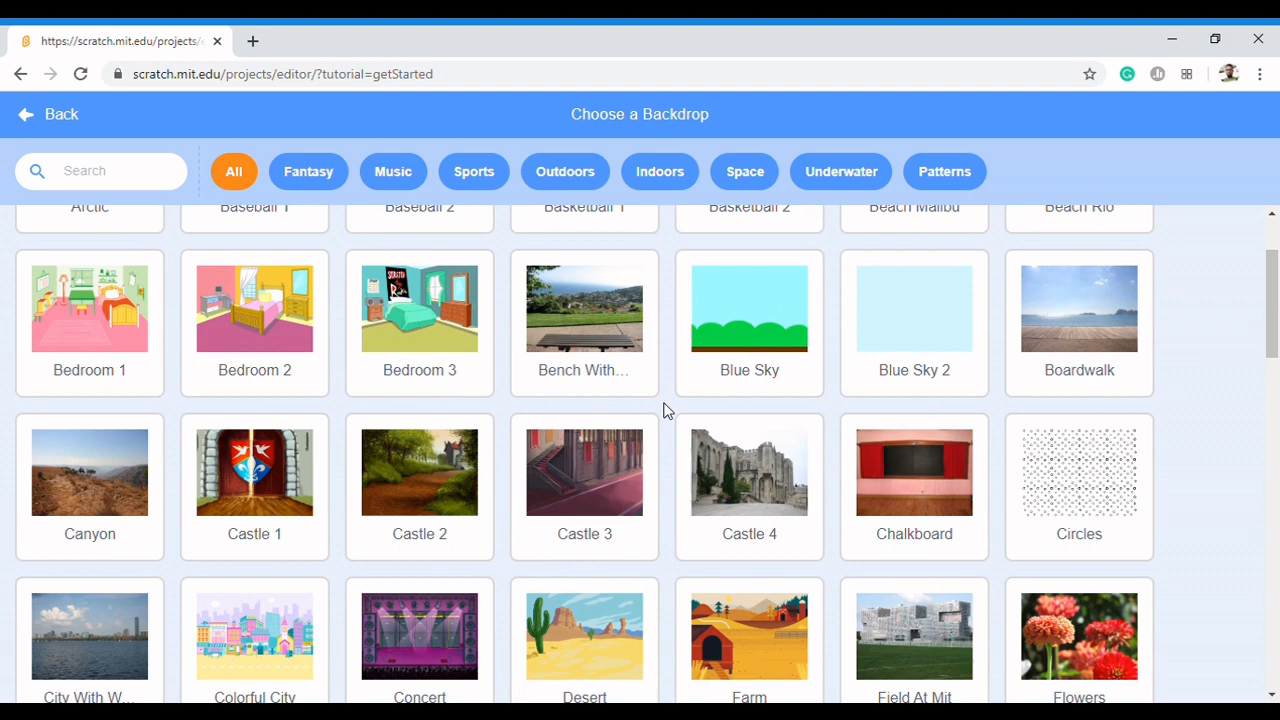 https://scratch.mit.edu/projects/e
scratch.mit.edu/projects/editor/?tutorial=getStarted
Back
Choose a Backdrop
Search
All
Fantasy
Music
Sports
Outdoors
Indoors
Space
Underwater
Patterns
Arctic
Baseball 1
Baseball 2
Basketball 1
Basketball 2
Beach Malibu
Beach Rio
Bedroom 1
Bedroom 2
Bedroom 3
Bench With...
Blue Sky
Blue Sky 2
Boardwalk
Canyon
Castle 1
Castle 2
Castle 3
Castle 4
Chalkboard
Circles
City With W...
Colorful City
Concert
Desert
Farm
Field At Mit
Flowers